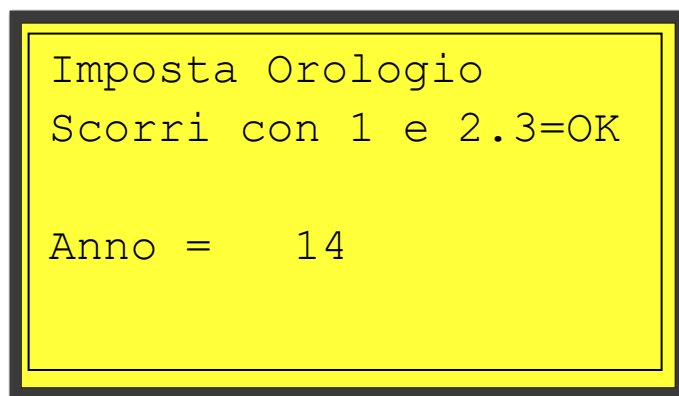 Imposta Orologio
Scorri con 1 e 2.3=OK
Anno = 14